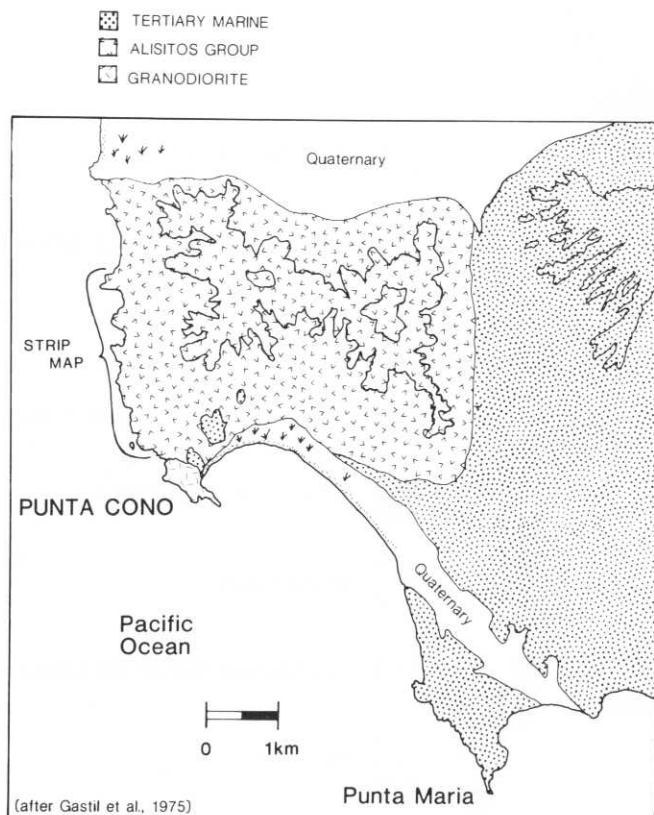 TERTIARY MARINE
ALISITOS GROUP
GRANODIORITE
Quaternary
STRIP
MAP
PUNTA CONO
Quaternary
Pacific
Ocean
0 1km
Punta Maria
(after Gastil et al., 1975)